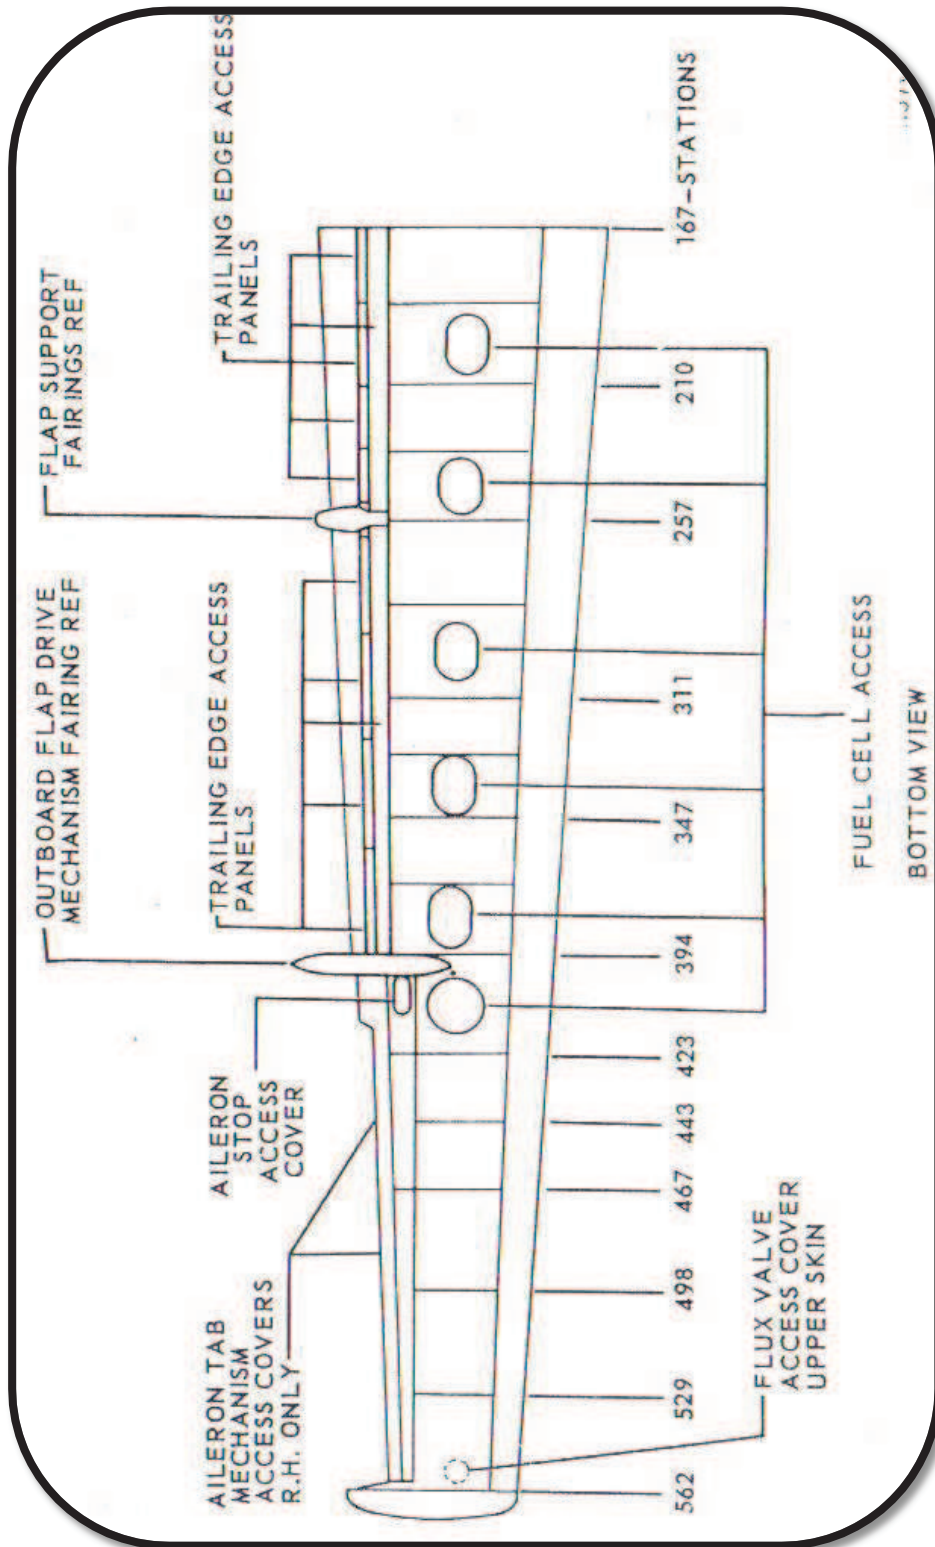 OUTBOARD FLAP DRIVE
MECHANISM FAIRING REF
FLAP SUPPORT
FAIRINGS REF
AILERON TAB
MECHANISM
ACCESS COVERS
R.H. ONLY
AILERON
STOP
ACCESS
COVER
TRAILING EDGE ACCESS
PANELS
TRAILING EDGE ACCESS
PANELS
562
529
498
467
443
423
394
347
311
257
210
167-STATIONS
FLUX VALVE
ACCESS COVER
UPPER SKIN
FUEL CELL ACCESS
BOTTOM VIEW